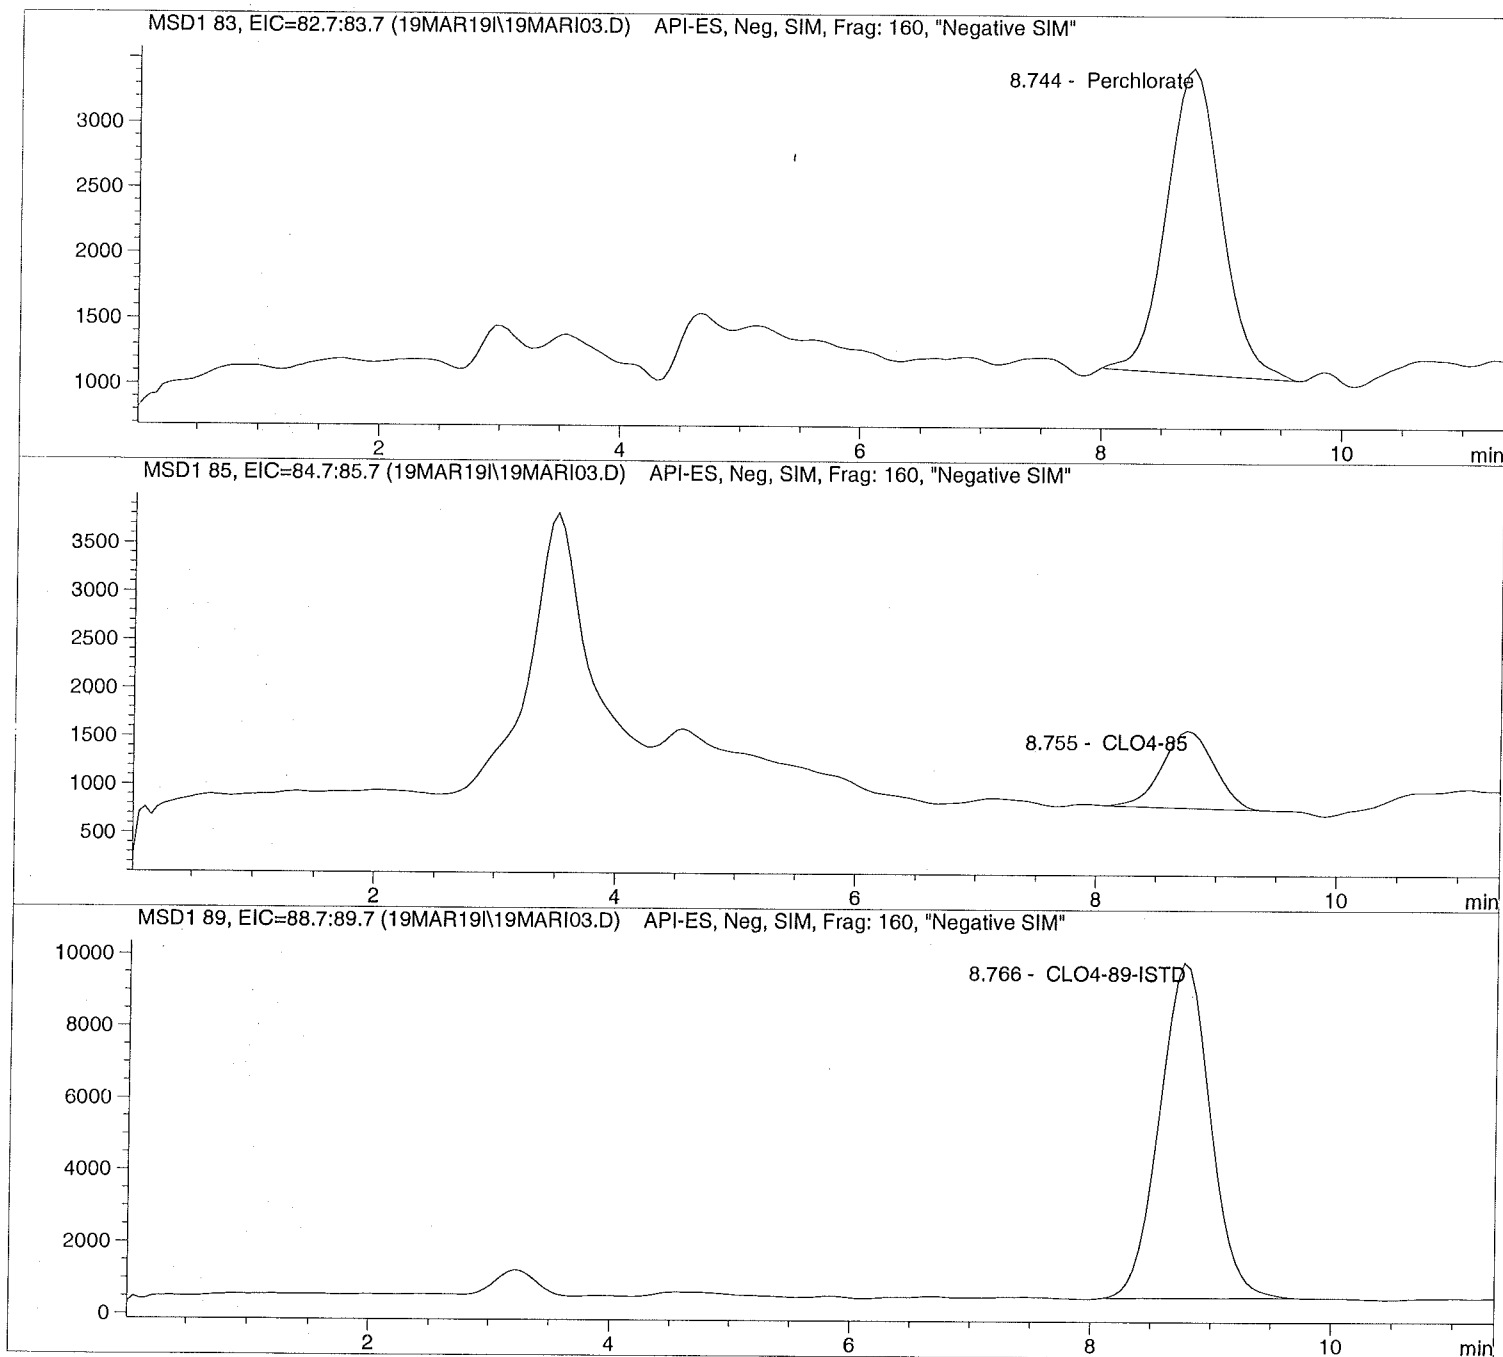 MSD1 83, EIC=82.7:83.7 (19MAR19I\19MARI03.D) API-ES, Neg, SIM, Frag: 160, "Negative SIM"
8.744 - Perchlorate
3000
2500
2000
1500
1000
2 4 6 8 10 min
MSD1 85, EIC=84.7:85.7 (19MAR19I\19MARI03.D) API-ES, Neg, SIM, Frag: 160, "Negative SIM"
3500
3000
2500
2000
1500
8.755 - CLO4-85
1000
500
2 4 6 8 10 min
MSD1 89, EIC=88.7:89.7 (19MAR19I\19MARI03.D) API-ES, Neg, SIM, Frag: 160, "Negative SIM"
10000
8.766 - CLO4-89-ISTD
8000
6000
4000
2000
0
2 4 6 8 10 min